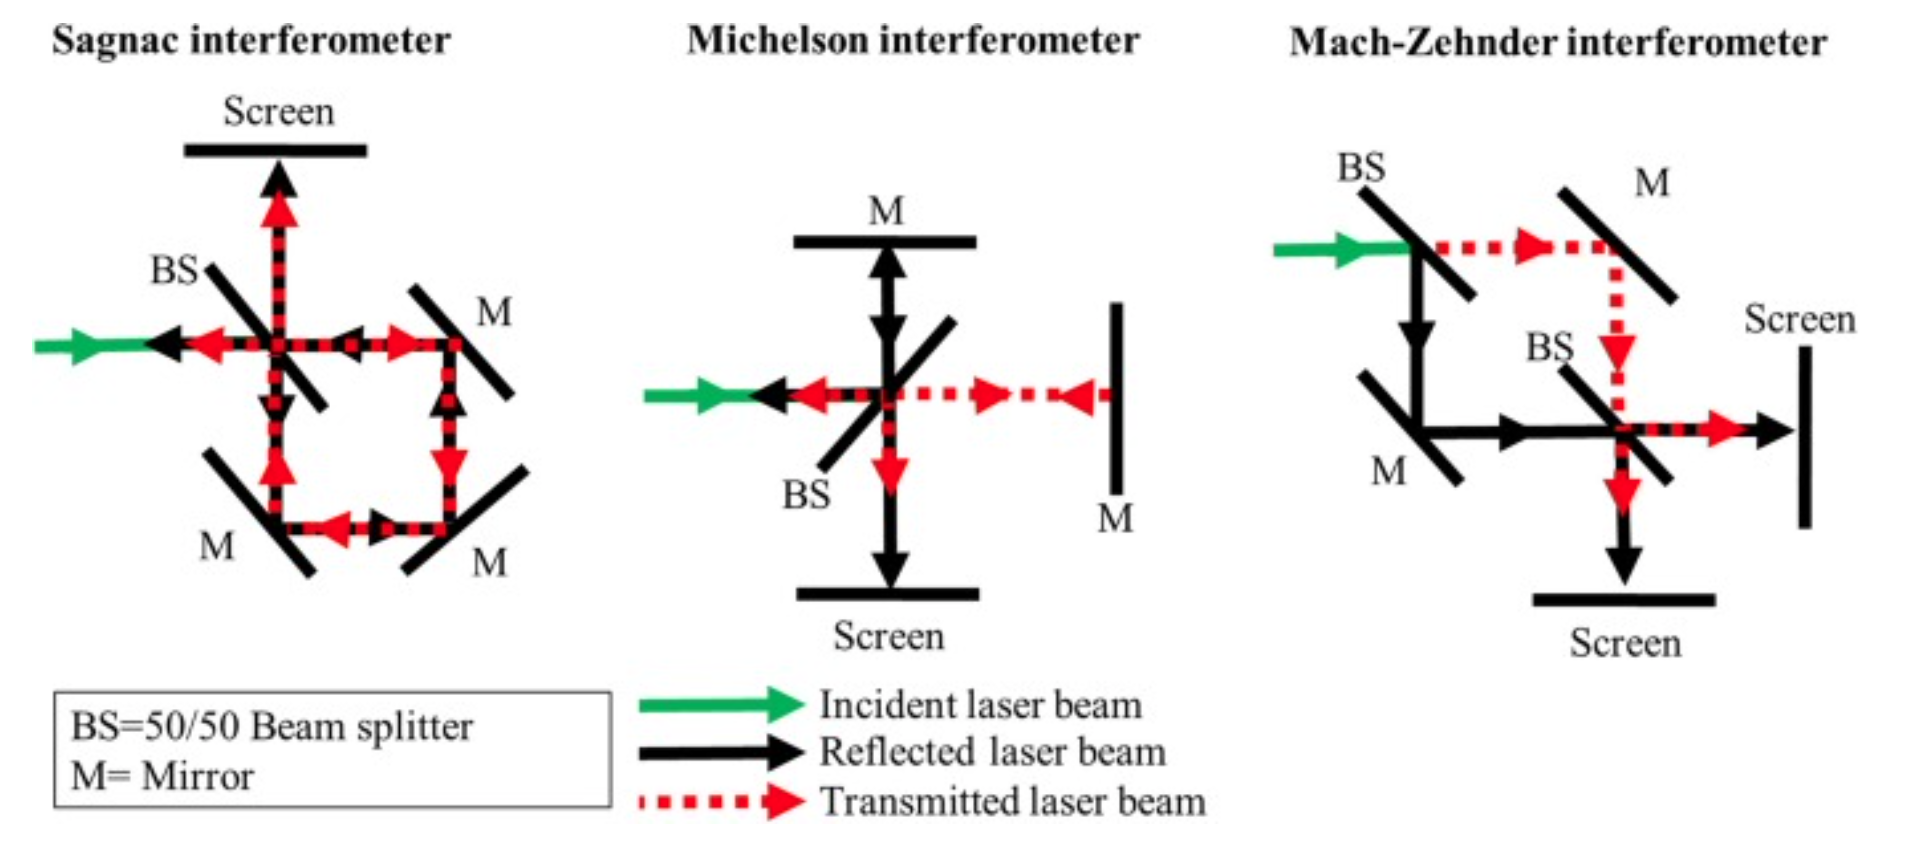 Sagnac interferometer
Screen
BS
M
M
M
Michelson interferometer
M
BS
M
Screen
Mach-Zehnder interferometer
BS
M
Screen
BS
M
Screen
BS=50/50 Beam splitter
M= Mirror
Incident laser beam
Reflected laser beam
Transmitted laser beam